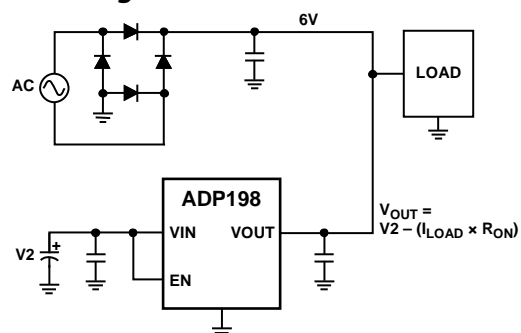 6V
AC
LOAD
ADP198
VIN
VOUT
EN
V2
+
VOUT =
V2 – (ILOAD × RON)